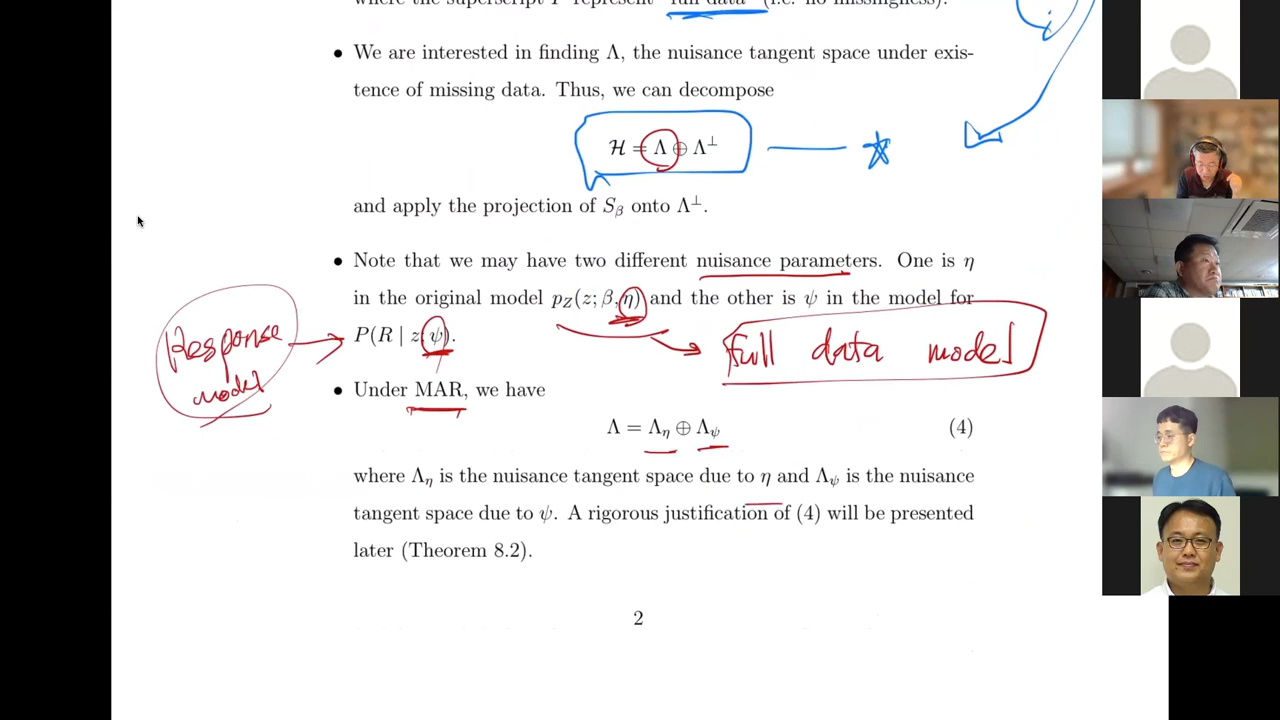 where the superscript F represent "full data" (i.e. no missingness).
• We are interested in finding Λ, the nuisance tangent space under exis-
tence of missing data. Thus, we can decompose
ℋ = Λ ⊕ Λ⊥
and apply the projection of Sβ onto Λ⊥.
• Note that we may have two different nuisance parameters. One is η
in the original model pZ(z; β, η) and the other is ψ in the model for
P(R | z; ψ).
Response
model
full data model
• Under MAR, we have
Λ = Λη ⊕ Λψ (4)
where Λη is the nuisance tangent space due to η and Λψ is the nuisance
tangent space due to ψ. A rigorous justification of (4) will be presented
later (Theorem 8.2).
2